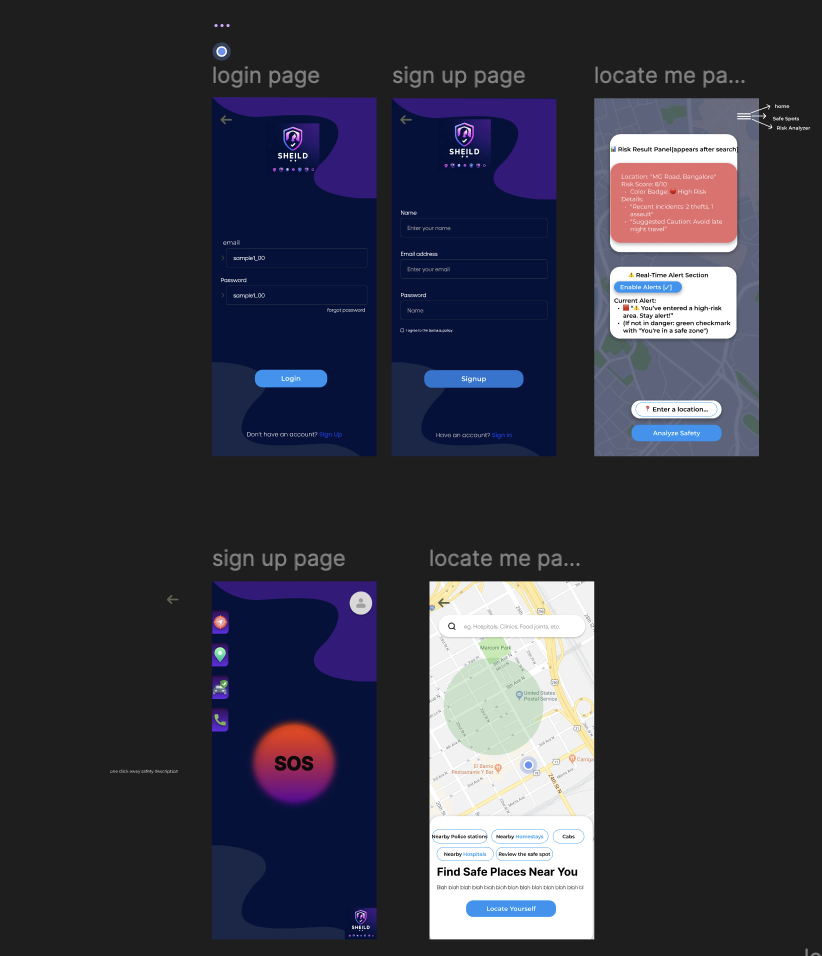 login page
sign up page
locate me pa...
home
Safe Spots
Risk Analyzer
SHEILD
email
sample1_00
Password
sample1_00
forgot password
Login
Don't have an account? Sign Up
SHEILD
Name
Enter your name
Email address
Enter your email
Password
Name
I agree to the terms & policy
Signup
Have an account? Sign In
Risk Result Panel(appears after search)
Location: "MG Road, Bangalore"
Risk Score: 8/10
- Color Badge: High Risk
Details:
- "Recent incidents: 2 thefts, 1
assault"
- "Suggested Caution: Avoid late
night travel"
Real-Time Alert Section
Enable Alerts [✓]
Current Alert:
• "⚠ You've entered a high-risk
area. Stay alert!"
• (If not in danger: green checkmark
with "You're in a safe zone")
Enter a location...
Analyze Safety
sign up page
locate me pa...
one click away safety description
SOS
SHEILD
eg. Hospitals, Clinics, Food joints, etc.
Marconi Park
United States
Postal Service
El Barrio
Restaurante Y Bar
Nearby Police stations
Nearby Homestays
Cabs
Nearby Hospitals
Review the safe spot
Find Safe Places Near You
Blah blah blah blah blah blah blah blah blah blah blah bl
Locate Yourself